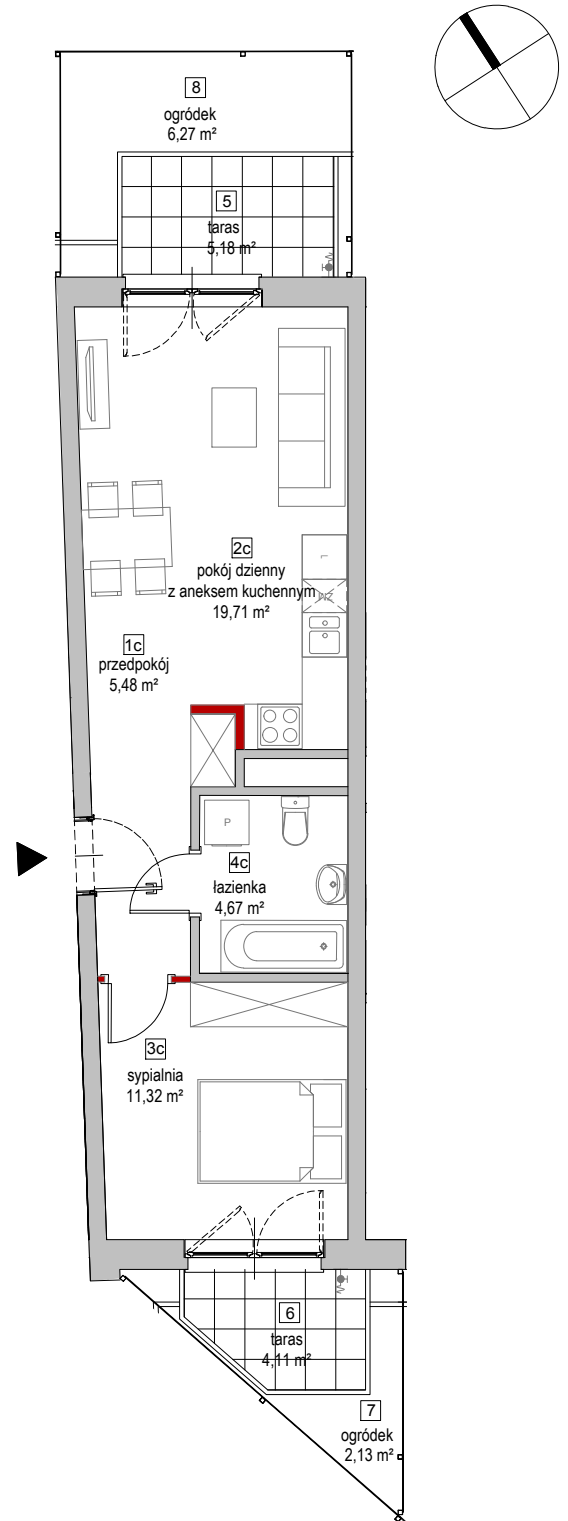 8
ogródek
6,27 m²
5
taras
5,18 m²
2c
pokój dzienny
z aneksem kuchennym
19,71 m²
L
ZM
1c
przedpokój
5,48 m²
P
4c
łazienka
4,67 m²
3c
sypialnia
11,32 m²
6
taras
4,11 m²
7
ogródek
2,13 m²